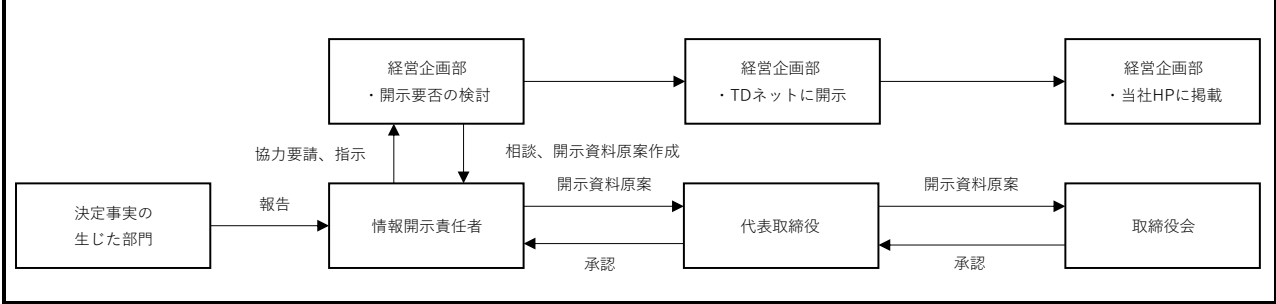 経営企画部
・開示要否の検討
経営企画部
・TDネットに開示
経営企画部
・当社HPに掲載
協力要請、指示
相談、開示資料原案作成
決定事実の
生じた部門
報告
情報開示責任者
開示資料原案
承認
代表取締役
開示資料原案
承認
取締役会